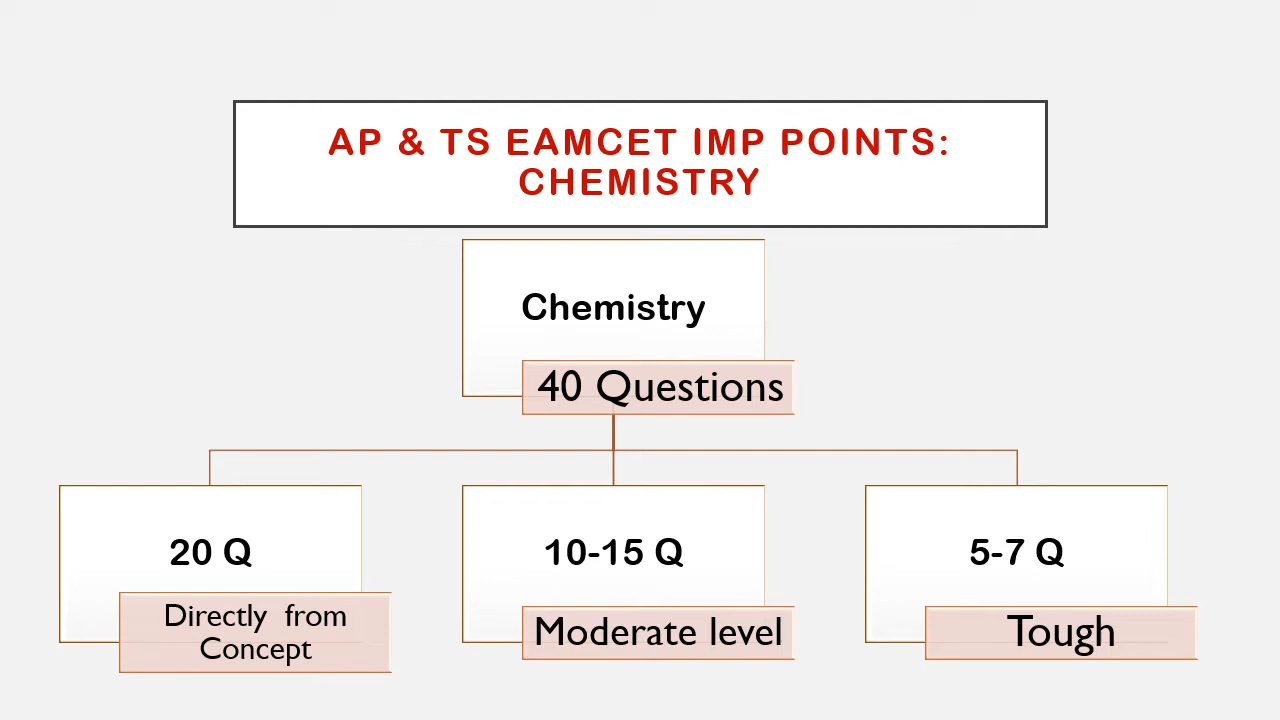 AP & TS EAMCET IMP POINTS:
CHEMISTRY
Chemistry
40 Questions
20 Q
Directly from
Concept
10-15 Q
Moderate level
5-7 Q
Tough